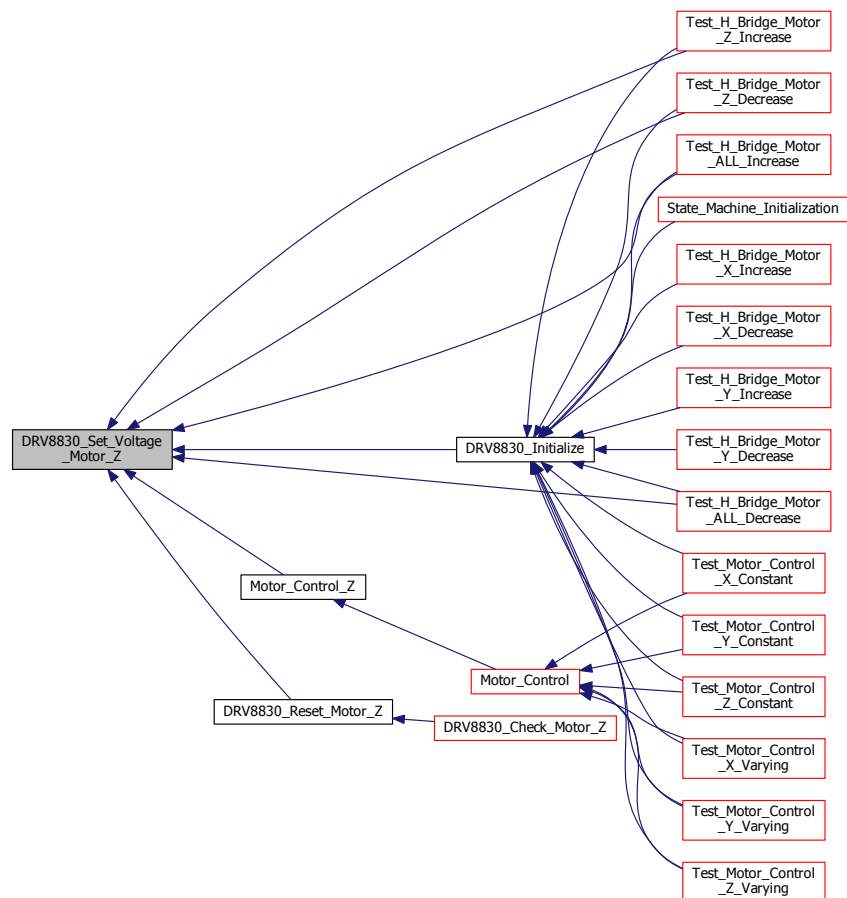 Test_H_Bridge_Motor
_Z_Increase
Test_H_Bridge_Motor
_Z_Decrease
Test_H_Bridge_Motor
_ALL_Increase
State_Machine_Initialization
Test_H_Bridge_Motor
_X_Increase
Test_H_Bridge_Motor
_X_Decrease
Test_H_Bridge_Motor
_Y_Increase
DRV8830_Set_Voltage
_Motor_Z
DRV8830_Initialize
Test_H_Bridge_Motor
_Y_Decrease
Test_H_Bridge_Motor
_ALL_Decrease
Test_Motor_Control
_X_Constant
Motor_Control_Z
Test_Motor_Control
_Y_Constant
Motor_Control
Test_Motor_Control
_Z_Constant
DRV8830_Reset_Motor_Z
DRV8830_Check_Motor_Z
Test_Motor_Control
_X_Varying
Test_Motor_Control
_Y_Varying
Test_Motor_Control
_Z_Varying